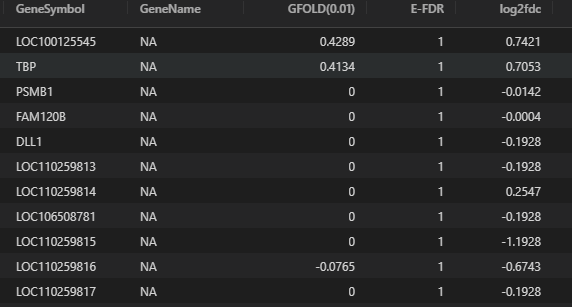 GeneSymbol GeneName GFOLD(0.01) E-FDR log2fdc
LOC100125545 NA 0.4289 1 0.7421
TBP NA 0.4134 1 0.7053
PSMB1 NA 0 1 -0.0142
FAM120B NA 0 1 -0.0004
DLL1 NA 0 1 -0.1928
LOC110259813 NA 0 1 -0.1928
LOC110259814 NA 0 1 0.2547
LOC106508781 NA 0 1 -0.1928
LOC110259815 NA 0 1 -1.1928
LOC110259816 NA -0.0765 1 -0.6743
LOC110259817 NA 0 1 -0.1928